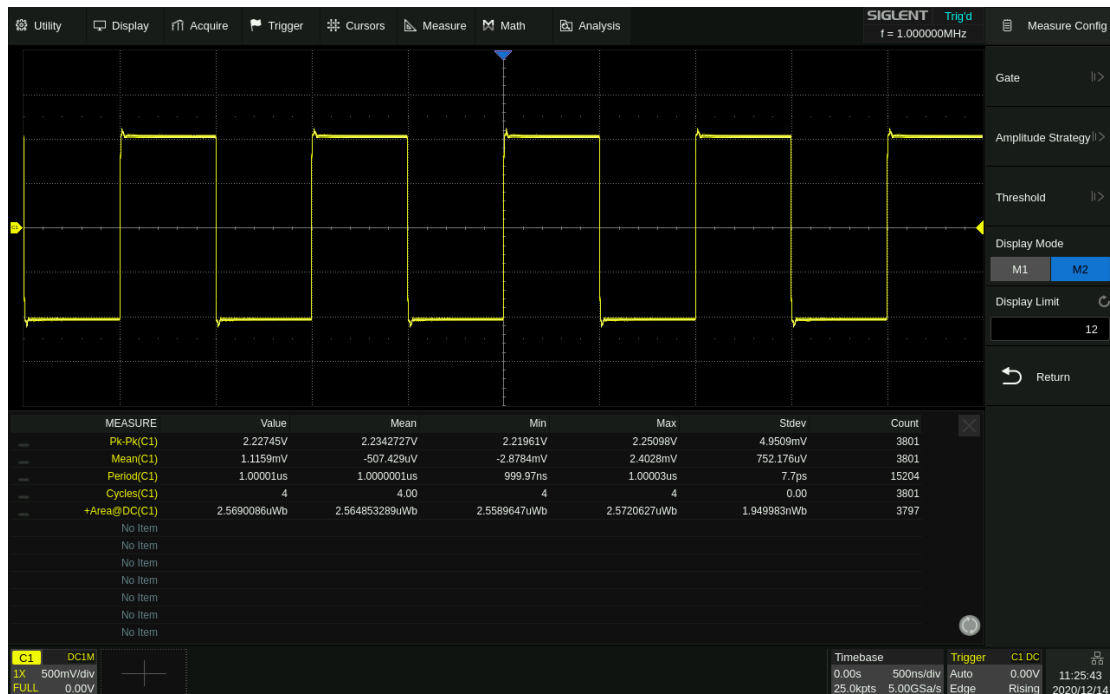 Utility Display Acquire Trigger Cursors Measure Math Analysis SIGLENT Trig'd Measure Config
f = 1.000000MHz
Gate
Amplitude Strategy
Threshold
Display Mode
M1 M2
Display Limit
12
Return
C1
MEASURE Value Mean Min Max Stdev Count
Pk-Pk(C1) 2.22745V 2.2342727V 2.21961V 2.25098V 4.9509mV 3801
Mean(C1) 1.1159mV -507.429uV -2.8784mV 2.4028mV 752.176uV 3801
Period(C1) 1.00001us 1.0000001us 999.97ns 1.00003us 7.7ps 15204
Cycles(C1) 4 4.00 4 4 0.00 3801
+Area@DC(C1) 2.5690086uWb 2.564853289uWb 2.5589647uWb 2.5720627uWb 1.949983nWb 3797
No Item
No Item
No Item
No Item
No Item
No Item
No Item
C1 DC1M Timebase Trigger C1 DC
1X 500mV/div 0.00s 500ns/div Auto 0.00V 11:25:43
FULL 0.00V 25.0kpts 5.00GSa/s Edge Rising 2020/12/14